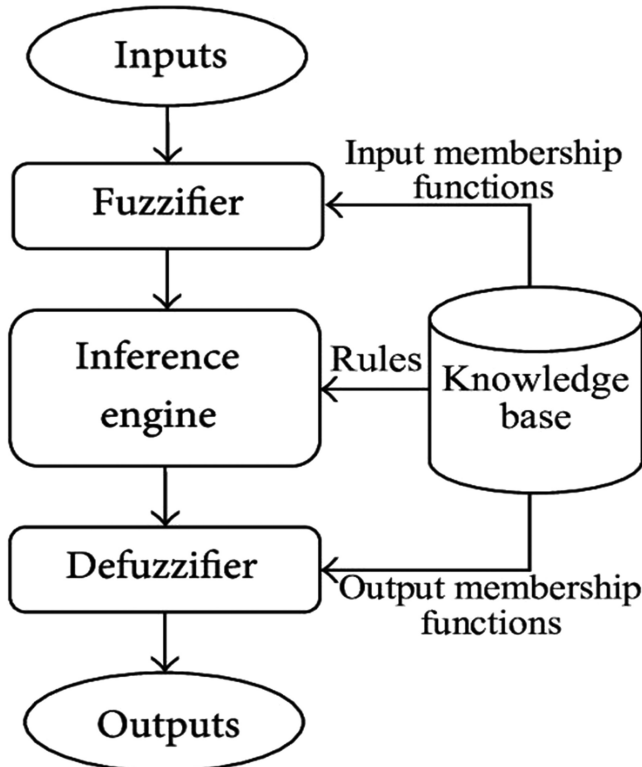 Inputs
Input membership
functions
Fuzzifier
Inference
engine
Rules
Knowledge
base
Defuzzifier
Output membership
functions
Outputs